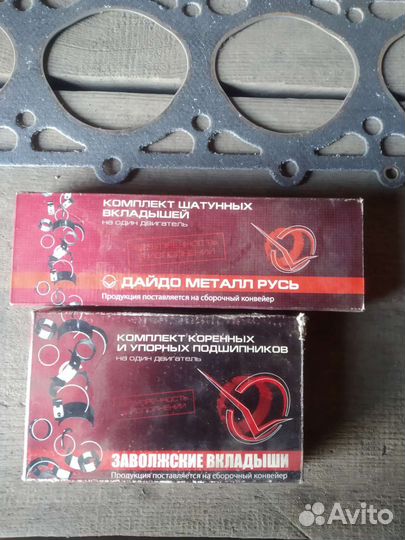 КОМПЛЕКТ ШАТУННЫХ
ВКЛАДЫШЕЙ
на один двигатель
ДАЙДО МЕТАЛЛ РУСЬ
Продукция поставляется на сборочный конвейер
КОМПЛЕКТ КОРЕННЫХ
И УПОРНЫХ ПОДШИПНИКОВ
на один двигатель
ЗАВОЛЖСКИЕ ВКЛАДЫШИ
Продукция поставляется на сборочный конвейер
Avito